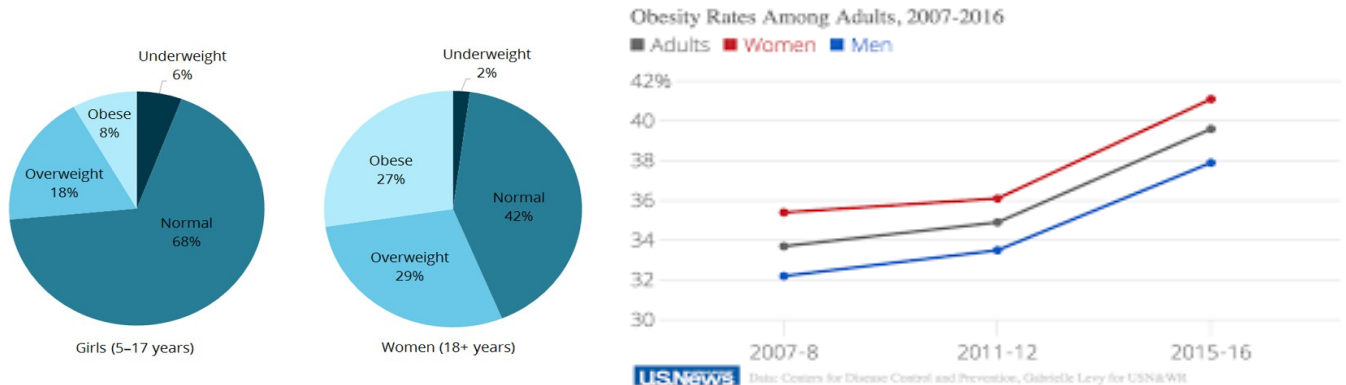 Underweight
6%
Obese
8%
Overweight
18%
Normal
68%
Girls (5–17 years)
Underweight
2%
Obese
27%
Normal
42%
Overweight
29%
Women (18+ years)
Obesity Rates Among Adults, 2007-2016
Adults Women Men
42%
40
38
36
34
32
30
2007-8 2011-12 2015-16
U.S.News Data: Centers for Disease Control and Prevention, Gabrielle Levy for USN&WR